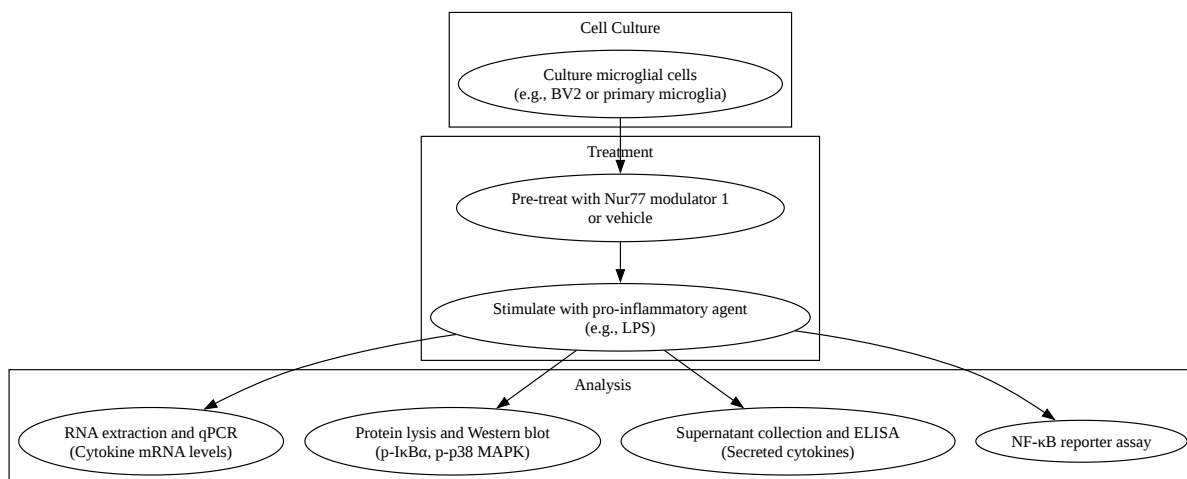 Cell Culture
Culture microglial cells
(e.g., BV2 or primary microglia)
Treatment
Pre-treat with Nur77 modulator 1
or vehicle
Stimulate with pro-inflammatory agent
(e.g., LPS)
Analysis
RNA extraction and qPCR
(Cytokine mRNA levels)
Protein lysis and Western blot
(p-IκBα, p-p38 MAPK)
Supernatant collection and ELISA
(Secreted cytokines)
NF-κB reporter assay